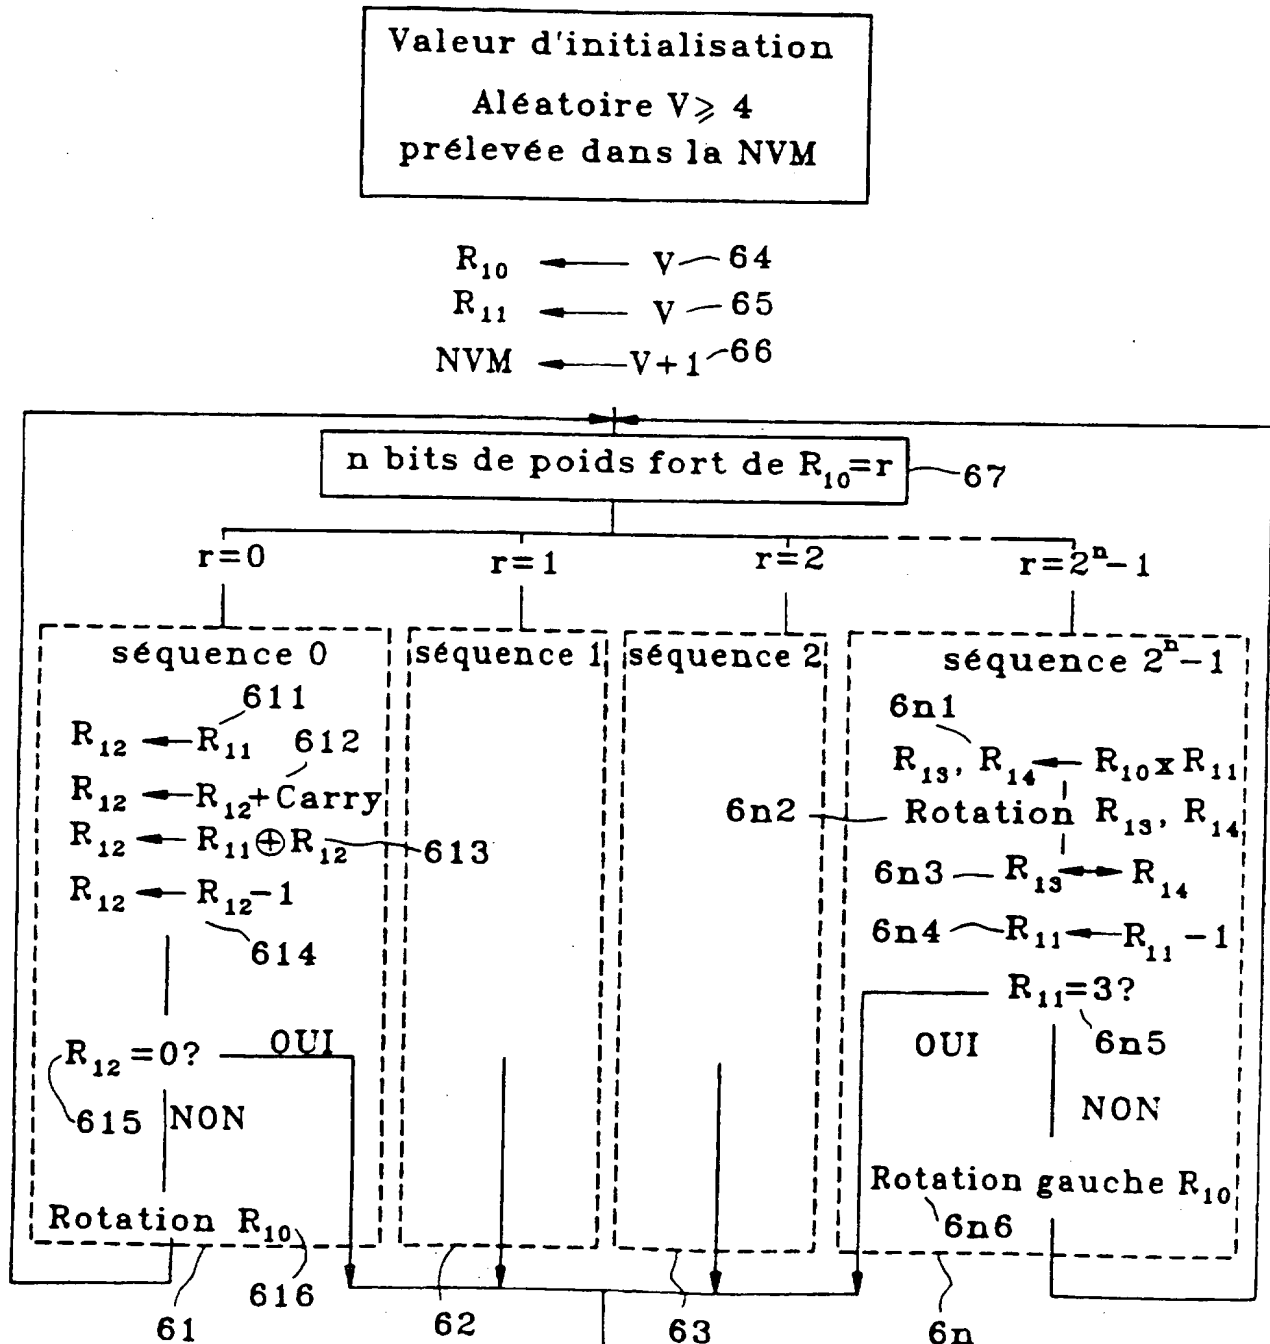 Valeur d'initialisation
Aléatoire V⩾ 4
prélevée dans la NVM
R₁₀ ← V 64
R₁₁ ← V 65
NVM ← V+1 66
n bits de poids fort de R₁₀=r 67
r=0 r=1 r=2 r=2ⁿ-1
séquence 0
611
R₁₂ ← R₁₁
612
R₁₂ ← R₁₂+Carry
R₁₂ ← R₁₁⊕R₁₂ 613
R₁₂ ← R₁₂-1
614
R₁₂=0? OUI
615 NON
Rotation R₁₀
616
61
séquence 1
62
séquence 2
63
séquence 2ⁿ-1
6n1
R₁₃, R₁₄ ← R₁₀xR₁₁
6n2 Rotation R₁₃, R₁₄
6n3 R₁₃ ↔ R₁₄
6n4 R₁₁ ← R₁₁-1
R₁₁=3?
OUI 6n5
NON
Rotation gauche R₁₀
6n6
6n